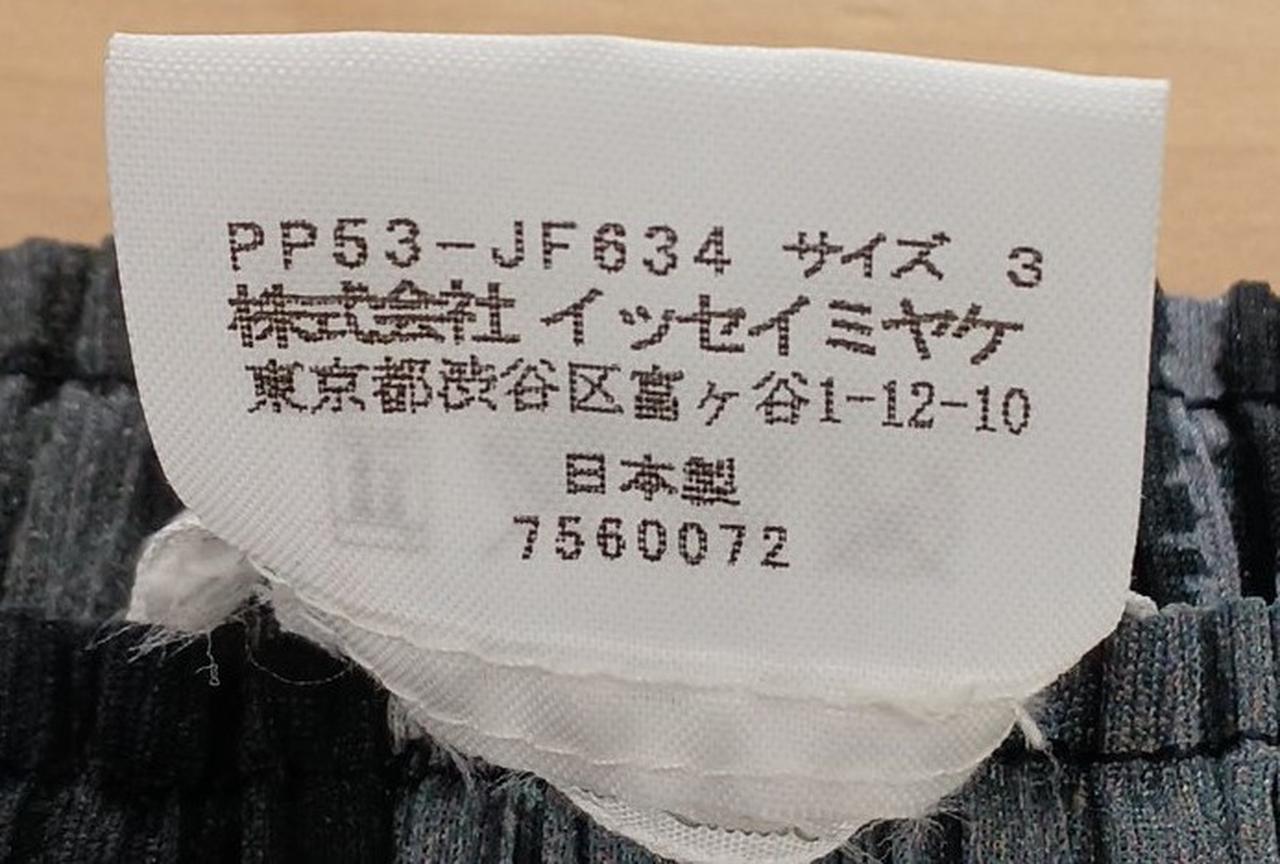 PP53-JF634 サイズ 3
株式会社 イッセイミヤケ
東京都渋谷区富ヶ谷1-12-10
日本製
7560072